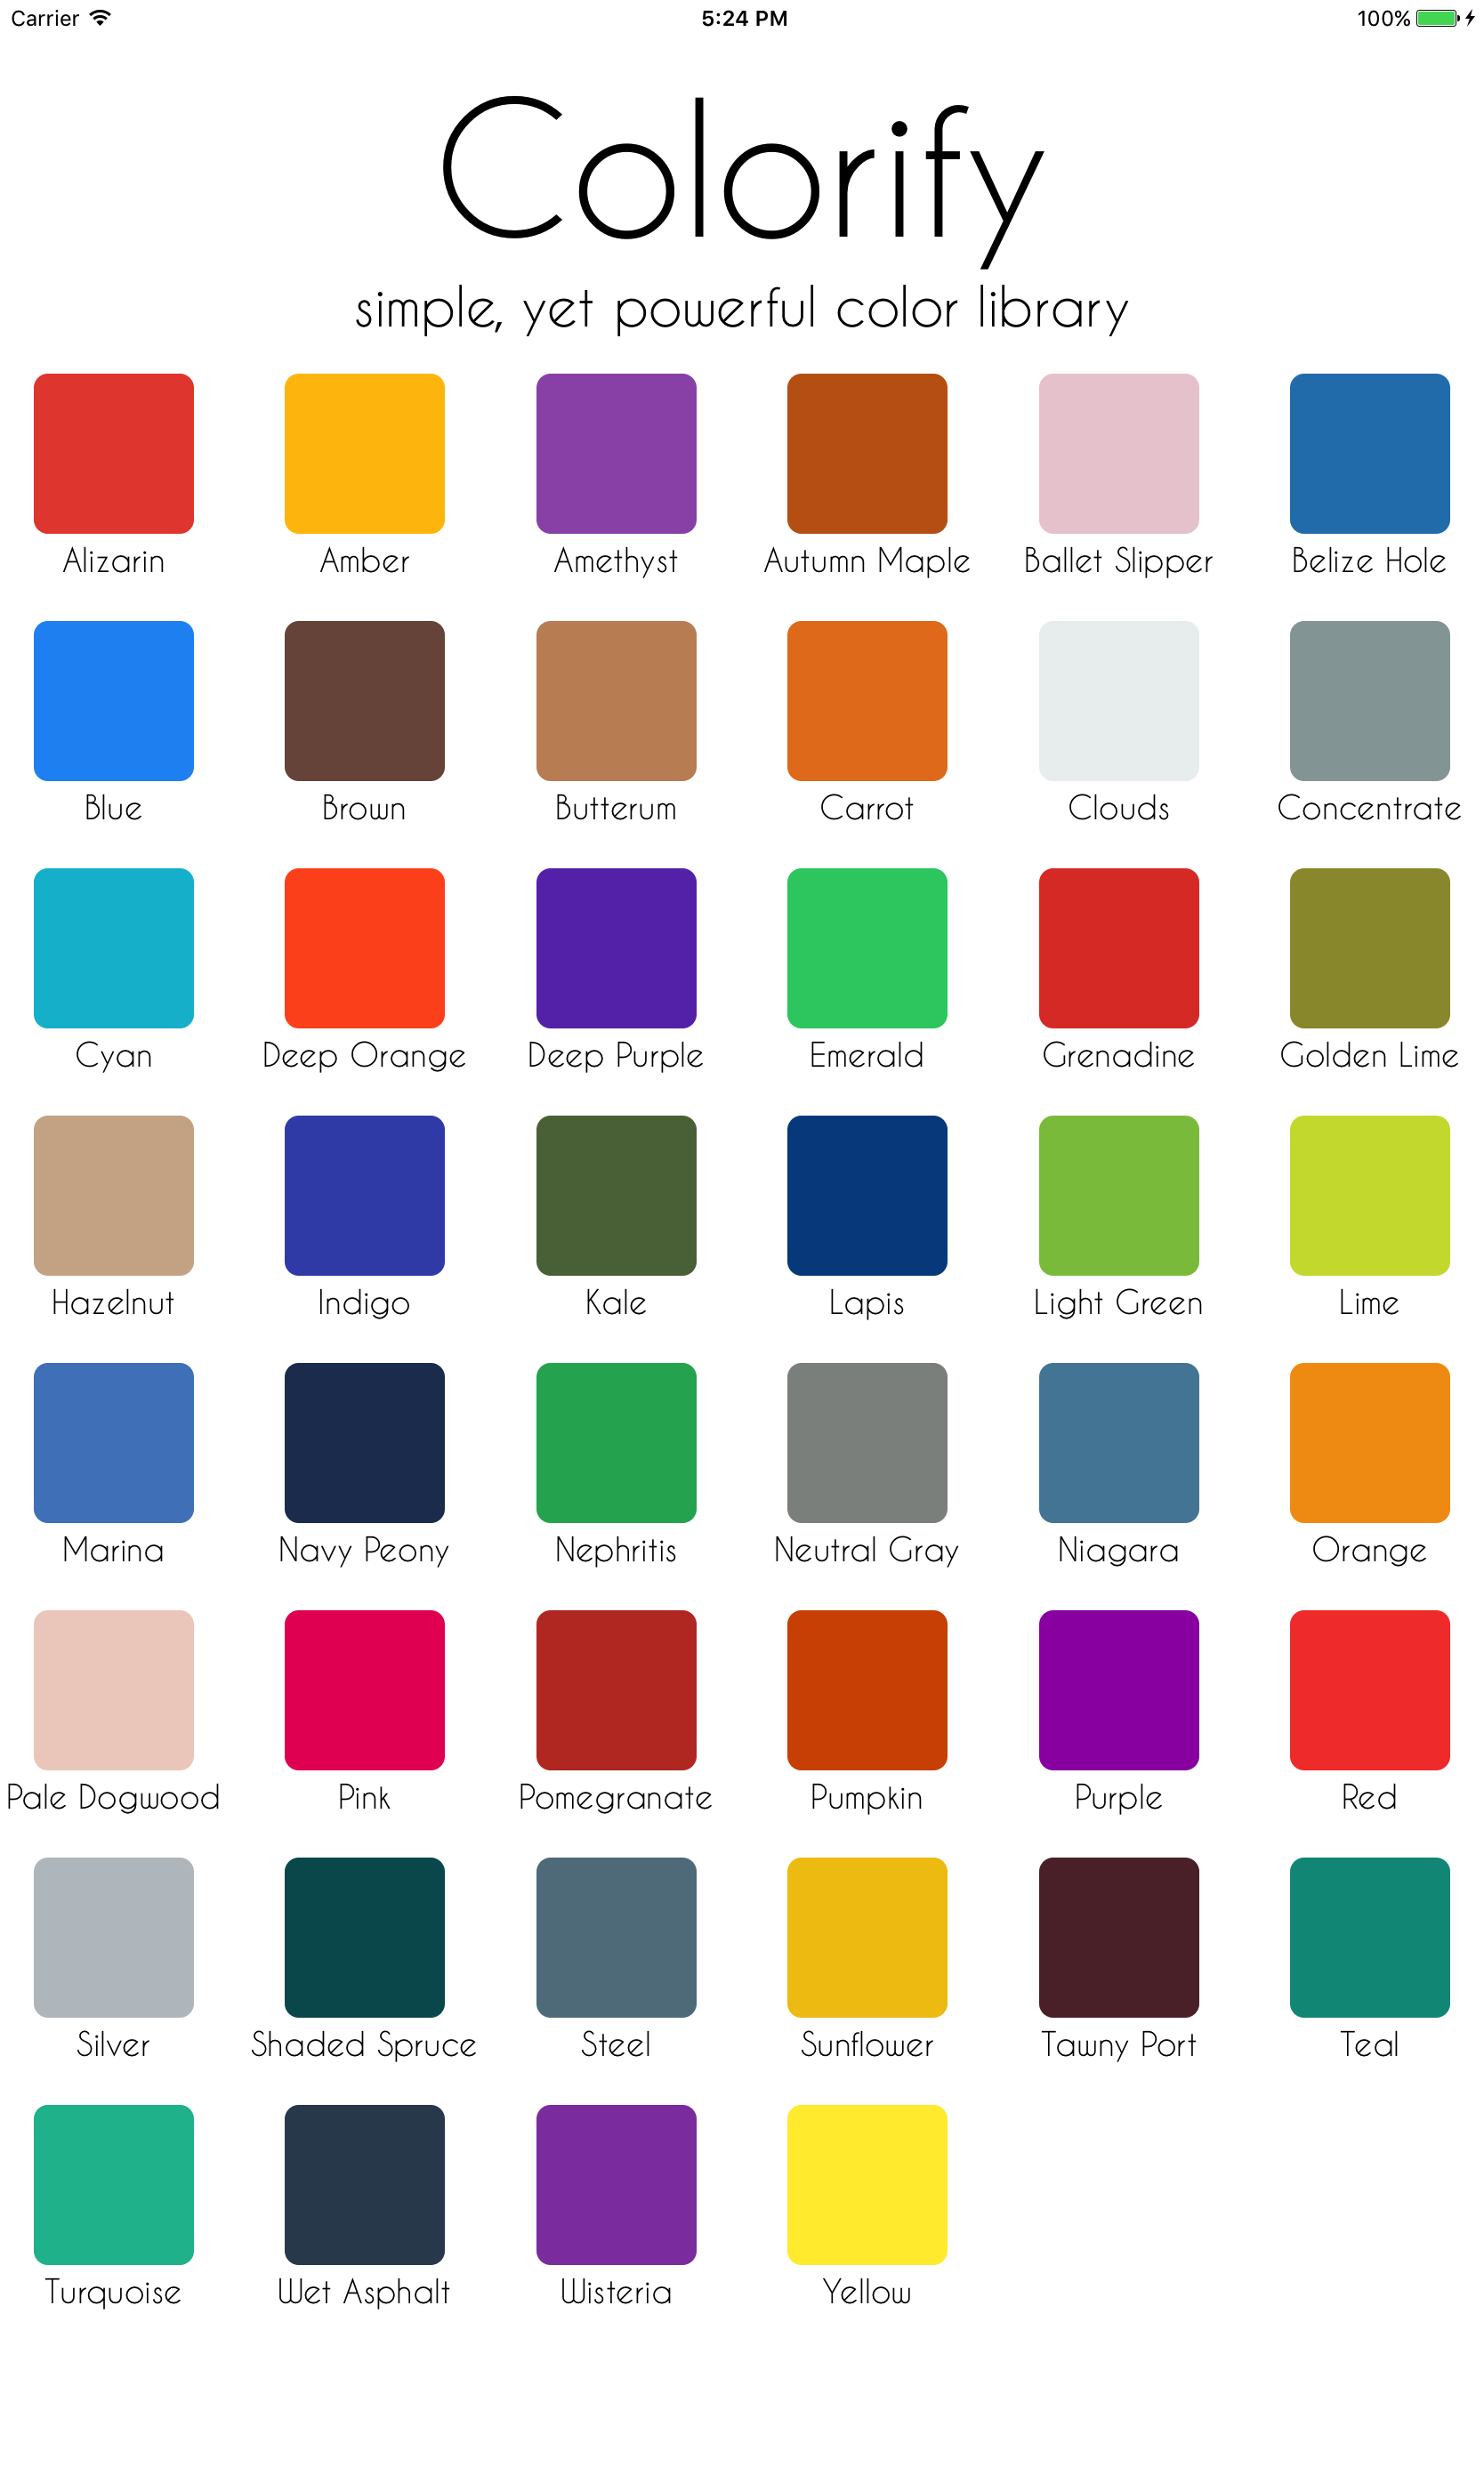 Carrier 5:24 PM 100%
Colorify
simple, yet powerful color library
Alizarin Amber Amethyst Autumn Maple Ballet Slipper Belize Hole
Blue Brown Butterum Carrot Clouds Concentrate
Cyan Deep Orange Deep Purple Emerald Grenadine Golden Lime
Hazelnut Indigo Kale Lapis Light Green Lime
Marina Navy Peony Nephritis Neutral Gray Niagara Orange
Pale Dogwood Pink Pomegranate Pumpkin Purple Red
Silver Shaded Spruce Steel Sunflower Tawny Port Teal
Turquoise Wet Asphalt Wisteria Yellow